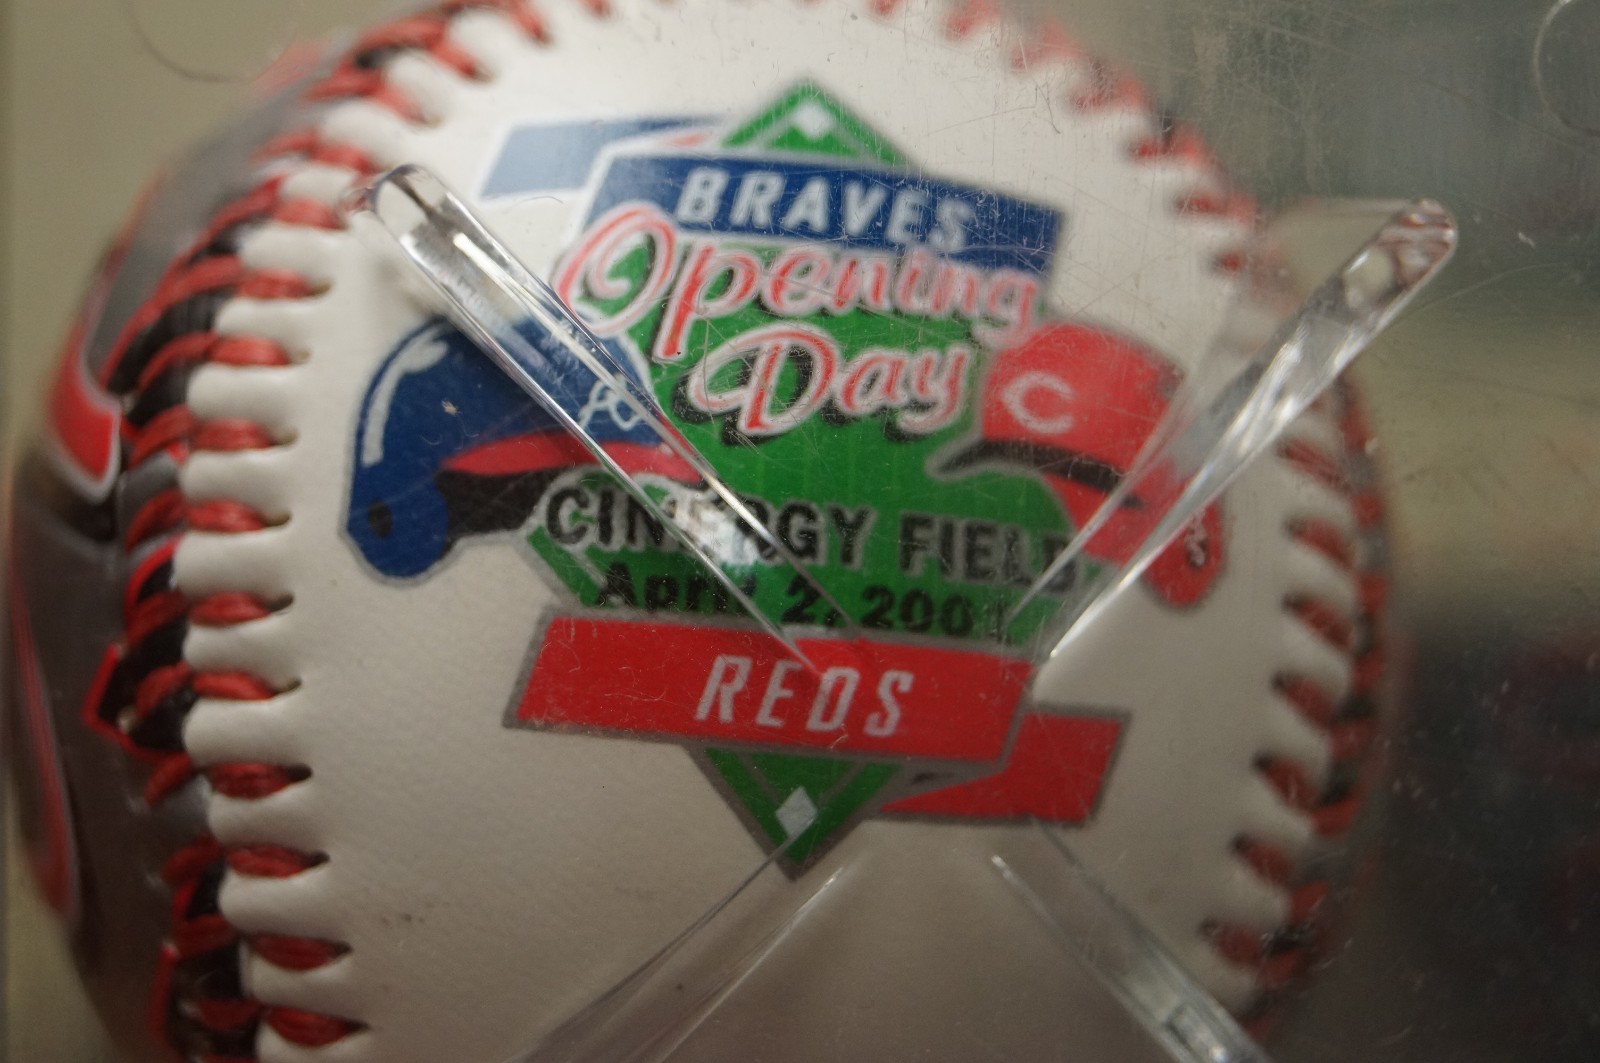 BRAVES
Opening
Day
C
CINERGY FIELD
April 2, 2001
REDS